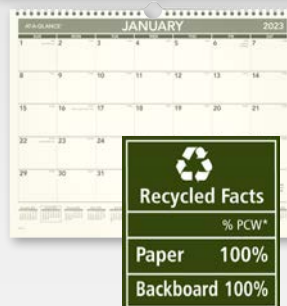 AT-A-GLANCE
JANUARY
2023
1 2 3 4 5 6 7
8 9 10 11 12 13 14
15 16 17 18 19 20 21
22 23 24
29 30 31
Recycled Facts
% PCW*
Paper 100%
Backboard 100%